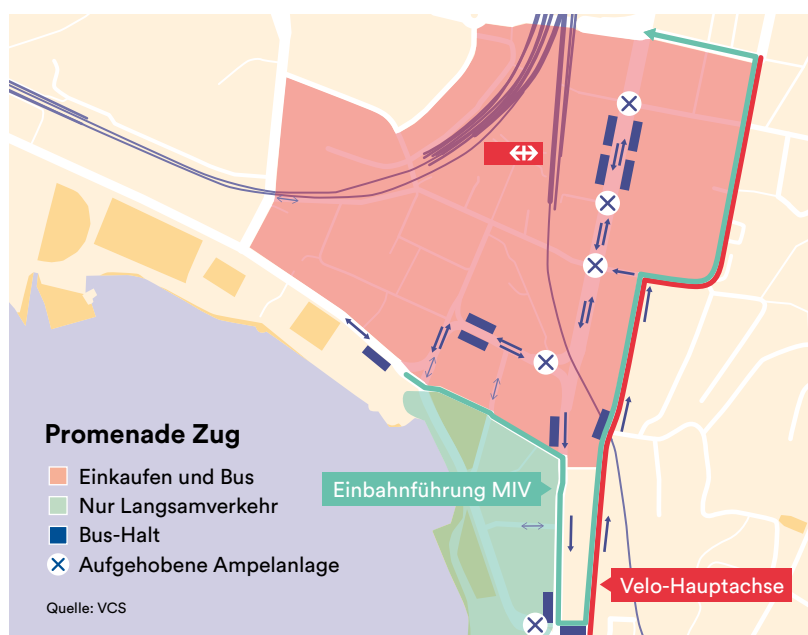 Promenade Zug
Einkaufen und Bus
Nur Langsamverkehr
Bus-Halt
Aufgehobene Ampelanlage
Quelle: VCS
Einbahnführung MIV
Velo-Hauptachse